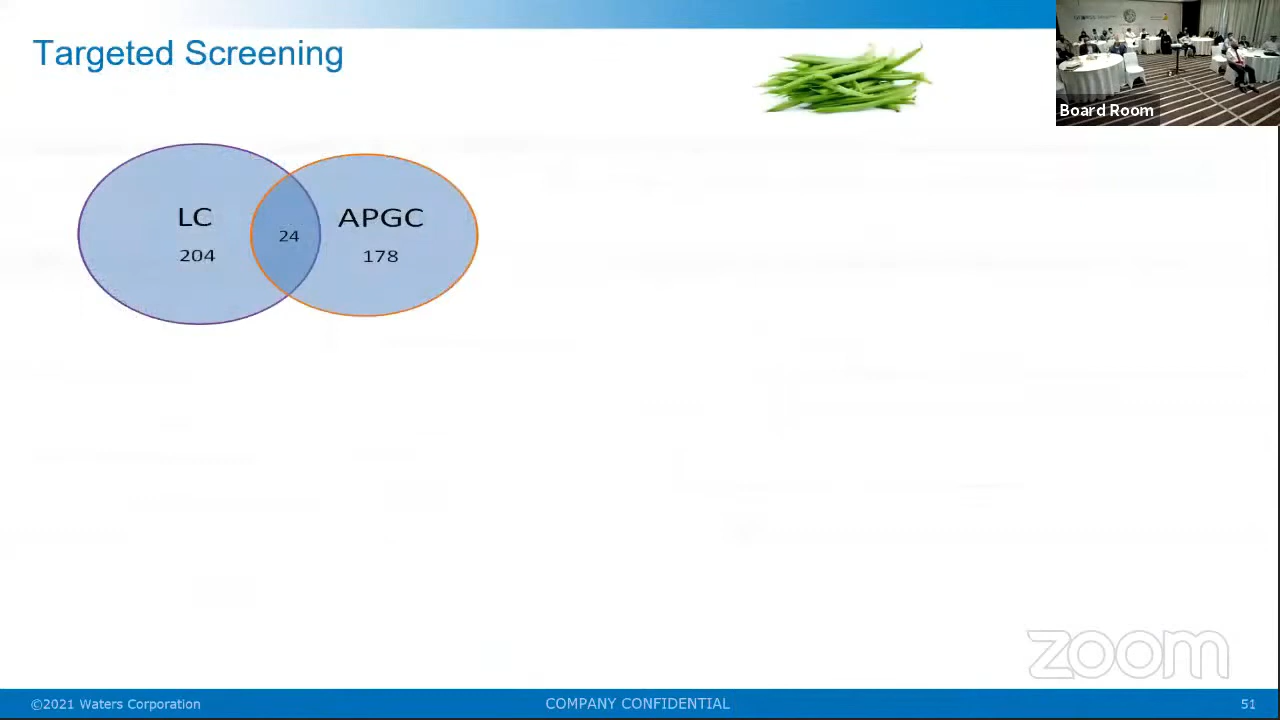 Targeted Screening
Board Room
LC
204
24
APGC
178
zoom
©2021 Waters Corporation
COMPANY CONFIDENTIAL
51